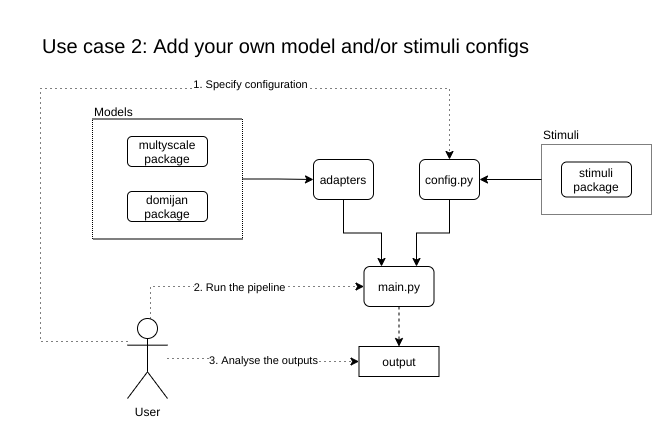 Use case 2: Add your own model and/or stimuli configs
1. Specify configuration
Models
multyscale
package
domijan
package
adapters
config.py
Stimuli
stimuli
package
main.py
2. Run the pipeline
3. Analyse the outputs
output
User